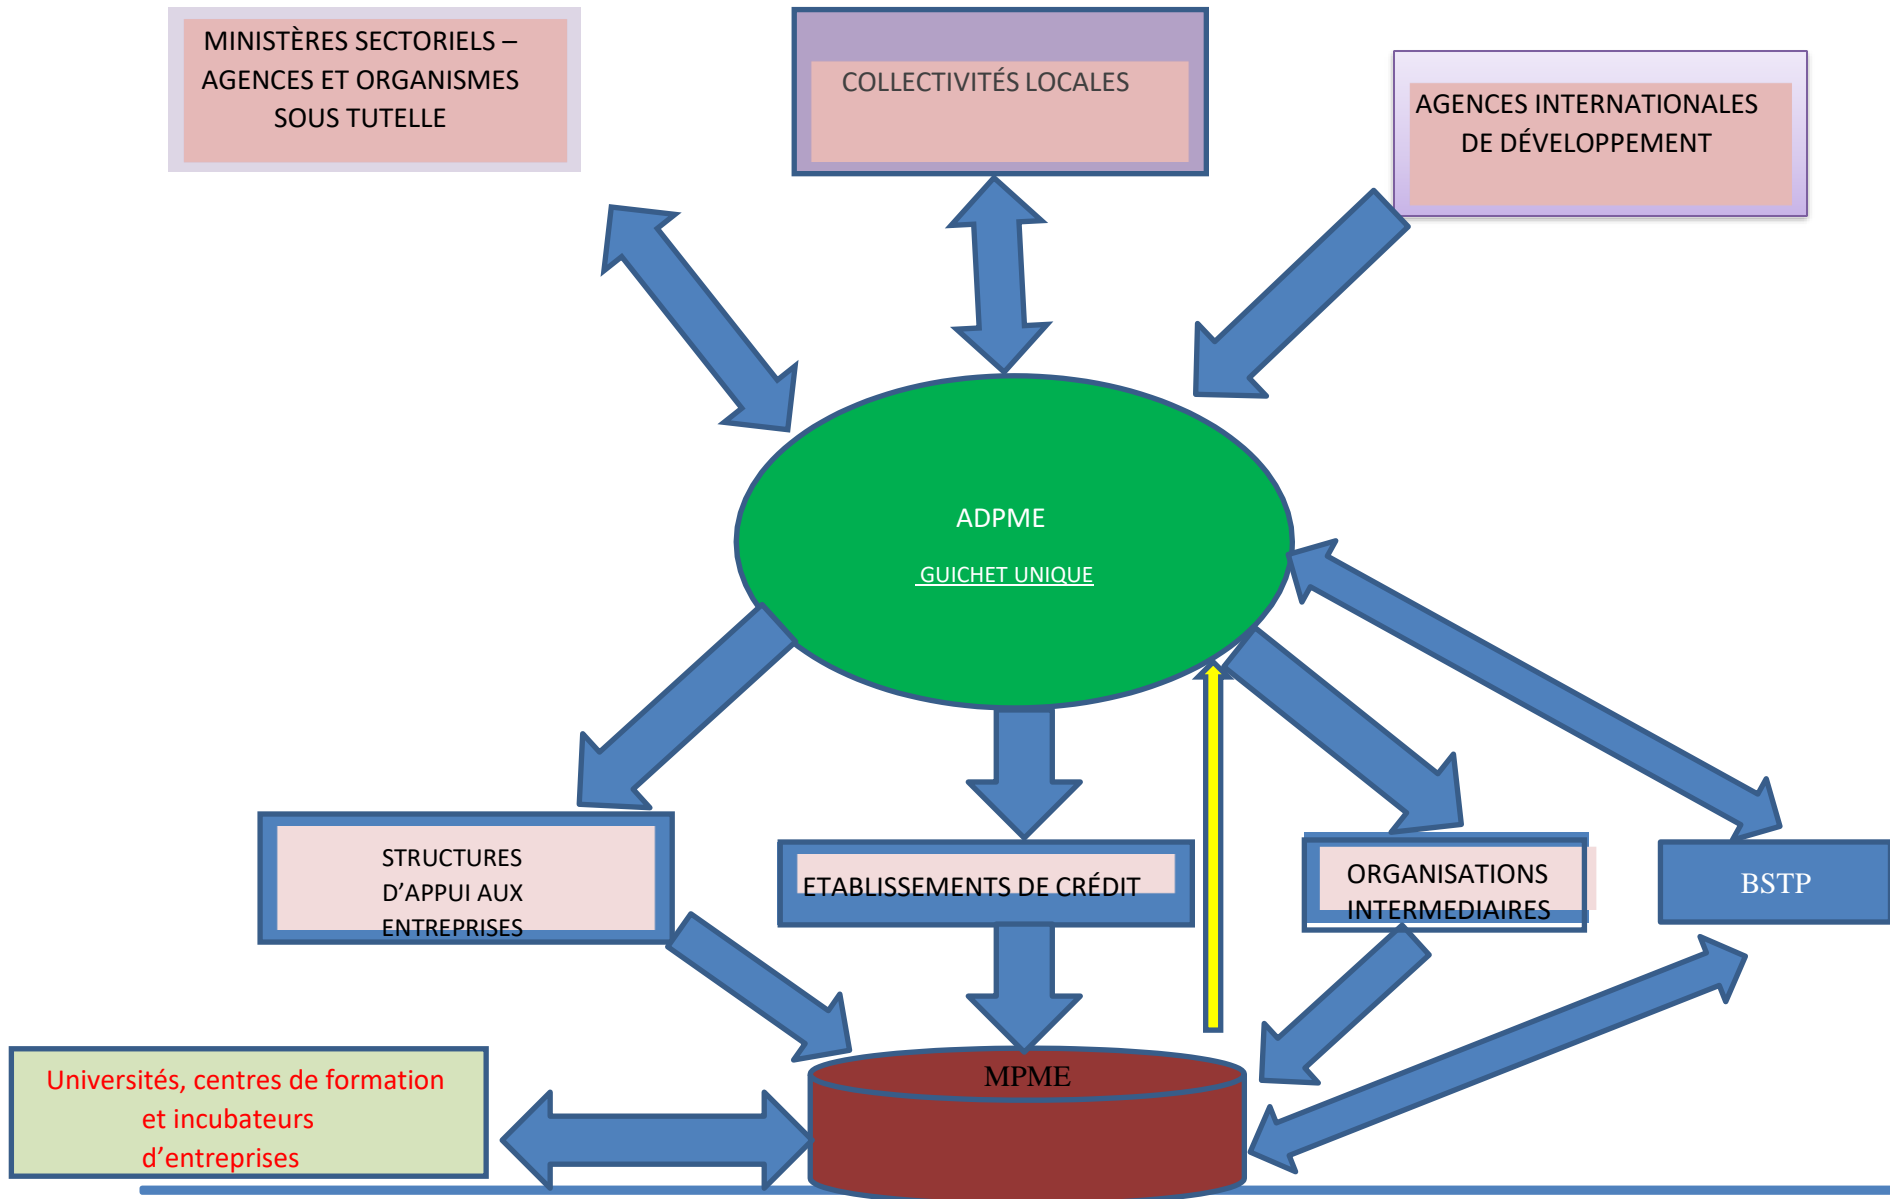 MINISTÈRES SECTORIELS –
AGENCES ET ORGANISMES
SOUS TUTELLE
COLLECTIVITÉS LOCALES
AGENCES INTERNATIONALES
DE DÉVELOPPEMENT
ADPME
GUICHET UNIQUE
STRUCTURES
D’APPUI AUX
ENTREPRISES
ETABLISSEMENTS DE CRÉDIT
ORGANISATIONS
INTERMEDIAIRES
BSTP
MPME
Universités, centres de formation
et incubateurs
d’entreprises